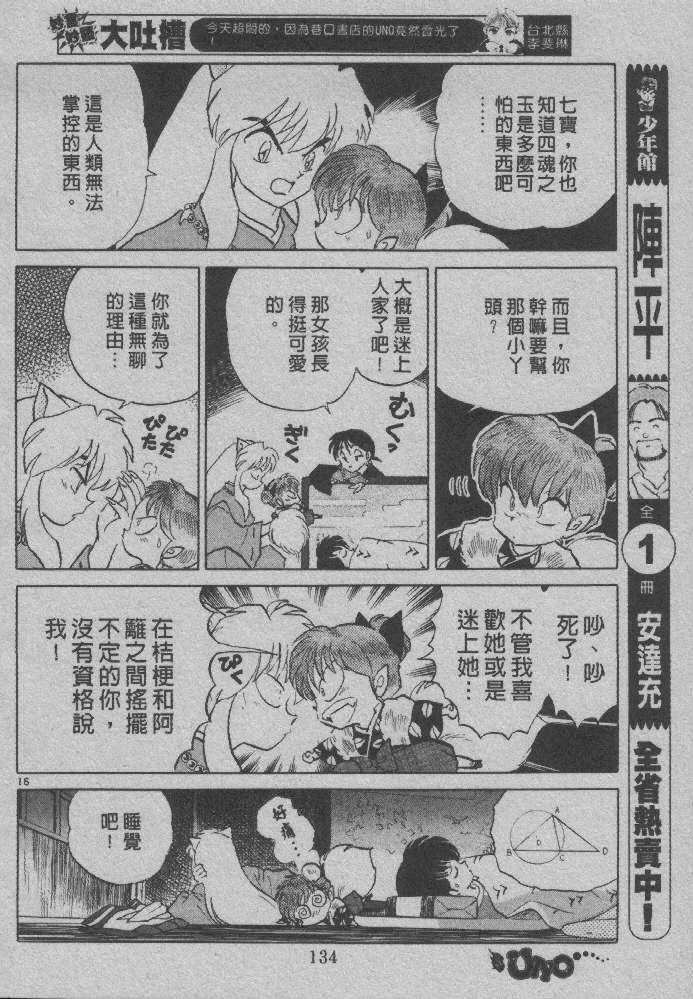 大吐槽
今天超悶的，因為巷口書店的UNO竟然賣光了
！
台北縣
李斐琳
七寶，你也
知道四魂之
玉是多麼可
怕的東西吧
……
這是人類無法
掌控的東西。
而且，你
幹嘛要幫
那個小丫
頭？
大概是迷上
人家了吧！
那女孩長
得挺可愛
的。
むくっ
ぎく
你就為了
這種無聊
的理由…
ぴた
ぴた
吵、吵
死了！
不管我喜
歡她或是
迷上她…
ぴく
在桔梗和阿
籬之間搖擺
不定的你，
沒有資格說
我！
16
好痛…
睡覺
吧！
A
B
C
D
O
134
UNO
少年館
陣平
全
1
冊
安達充
全省熱賣中！